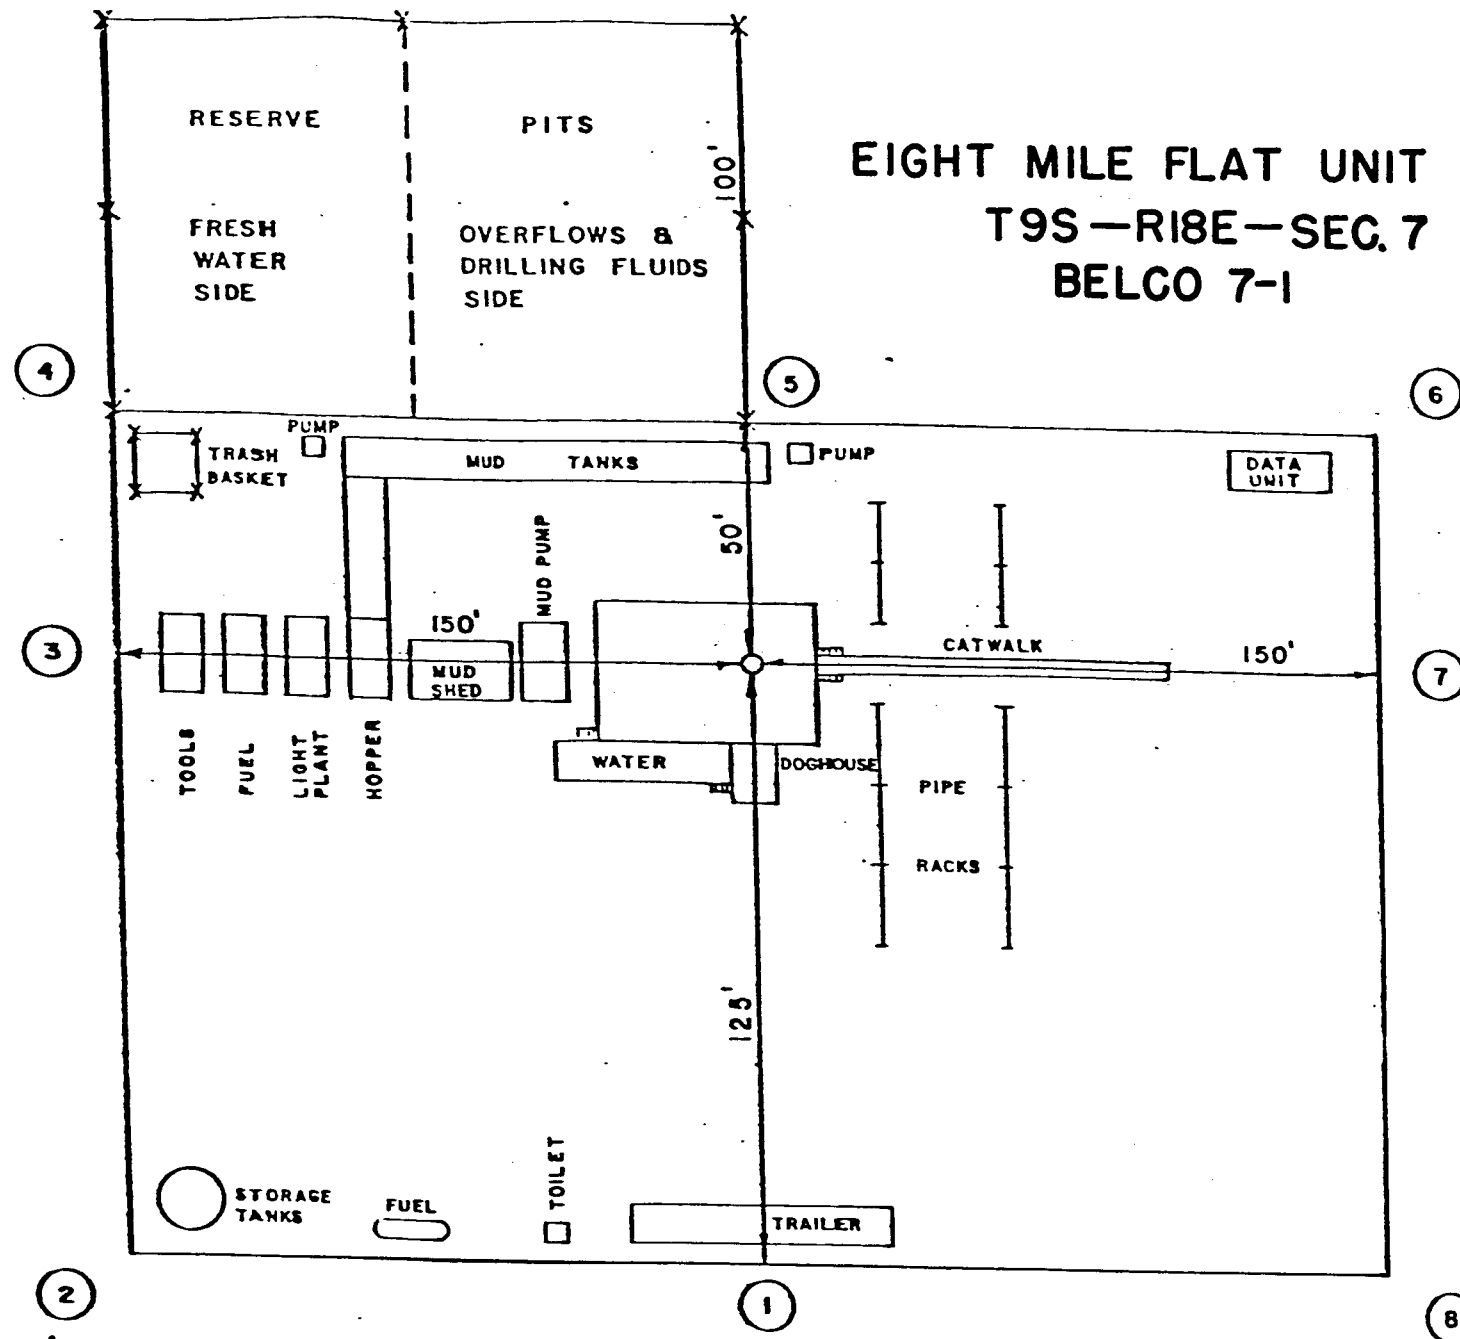 EIGHT MILE FLAT UNIT
T9S—R18E—SEC. 7
BELCO 7-1
RESERVE
PITS
100'
FRESH
WATER
SIDE
OVERFLOWS &
DRILLING FLUIDS
SIDE
4
5
6
PUMP
TRASH
BASKET
MUD TANKS
PUMP
DATA
UNIT
50'
MUD PUMP
3
150'
MUD
SHED
CATWALK
150'
7
TOOLS
FUEL
LIGHT
PLANT
HOPPER
WATER
DOGHOUSE
PIPE
RACKS
125'
STORAGE
TANKS
FUEL
TOILET
TRAILER
2
1
8